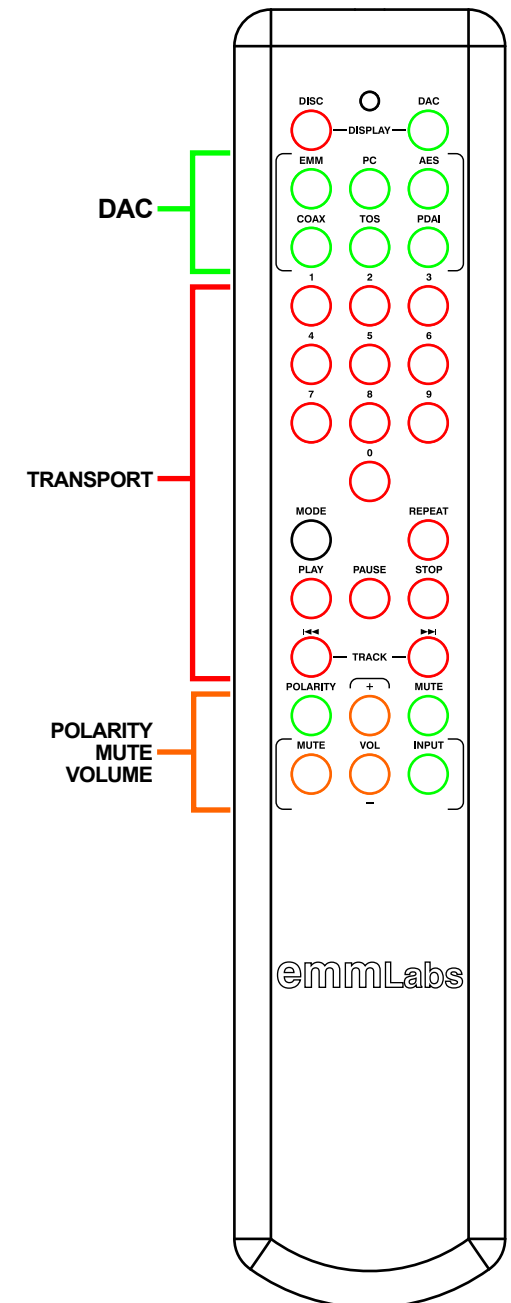 DISC DAC
DISPLAY
EMM PC AES
DAC
COAX TOS PDAI
1 2 3
4 5 6
7 8 9
0
TRANSPORT
MODE REPEAT
PLAY PAUSE STOP
TRACK
POLARITY + MUTE
POLARITY
MUTE
VOLUME
MUTE VOL INPUT
–
emmLabs